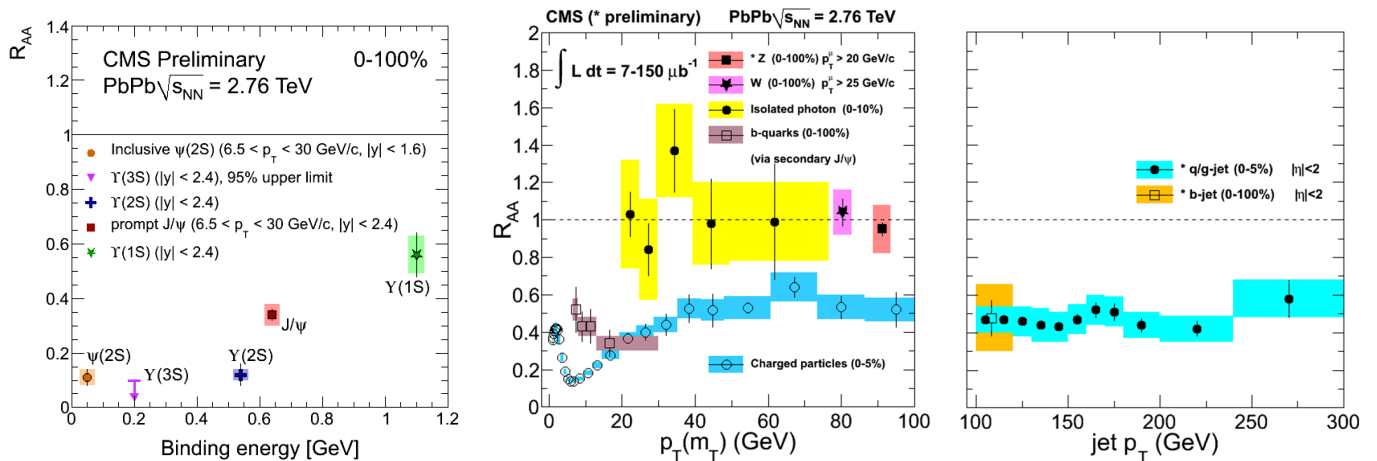 R_AA
1.4
1.2
1
0.8
0.6
0.4
0.2
0
CMS Preliminary 0-100%
PbPb √s_NN = 2.76 TeV
Inclusive ψ(2S) (6.5 < p_T < 30 GeV/c, |y| < 1.6)
ϒ(3S) (|y| < 2.4), 95% upper limit
ϒ(2S) (|y| < 2.4)
prompt J/ψ (6.5 < p_T < 30 GeV/c, |y| < 2.4)
ϒ(1S) (|y| < 2.4)
ϒ(1S)
J/ψ
ψ(2S)
ϒ(3S)
ϒ(2S)
0 0.2 0.4 0.6 0.8 1 1.2
Binding energy [GeV]
CMS (* preliminary) PbPb √s_NN = 2.76 TeV
R_AA
2
1.8
1.6
1.4
1.2
1
0.8
0.6
0.4
0.2
0
∫ L dt = 7-150 μb⁻¹
* Z (0-100%) p_T^μ > 20 GeV/c
W (0-100%) p_T^μ > 25 GeV/c
Isolated photon (0-10%)
b-quarks (0-100%)
(via secondary J/ψ)
Charged particles (0-5%)
0 20 40 60 80 100
p_T(m_T) (GeV)
* q/g-jet (0-5%) |η|<2
* b-jet (0-100%) |η|<2
100 150 200 250 300
jet p_T (GeV)